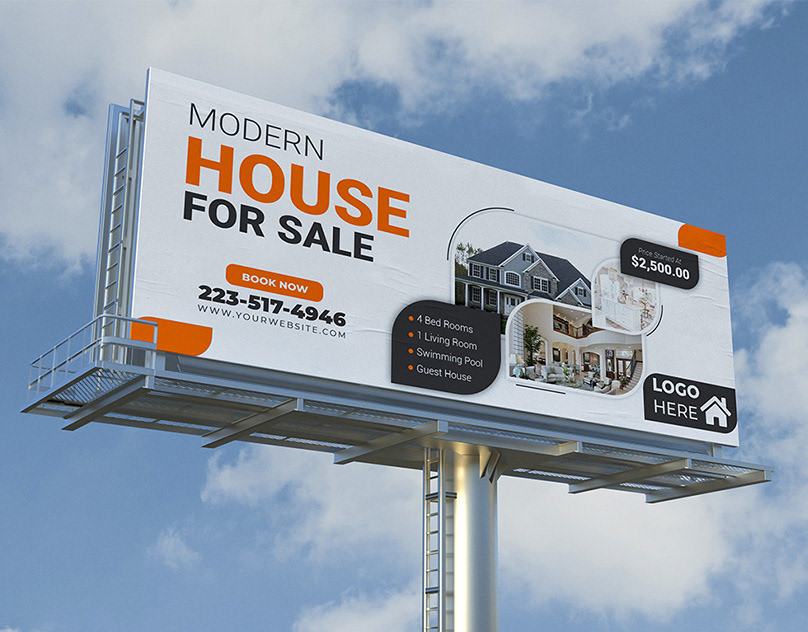 MODERN
HOUSE
FOR SALE
BOOK NOW
223-517-4946
WWW.YOURWEBSITE.COM
Price Started At
$2,500.00
4 Bed Rooms
1 Living Room
Swimming Pool
Guest House
LOGO
HERE